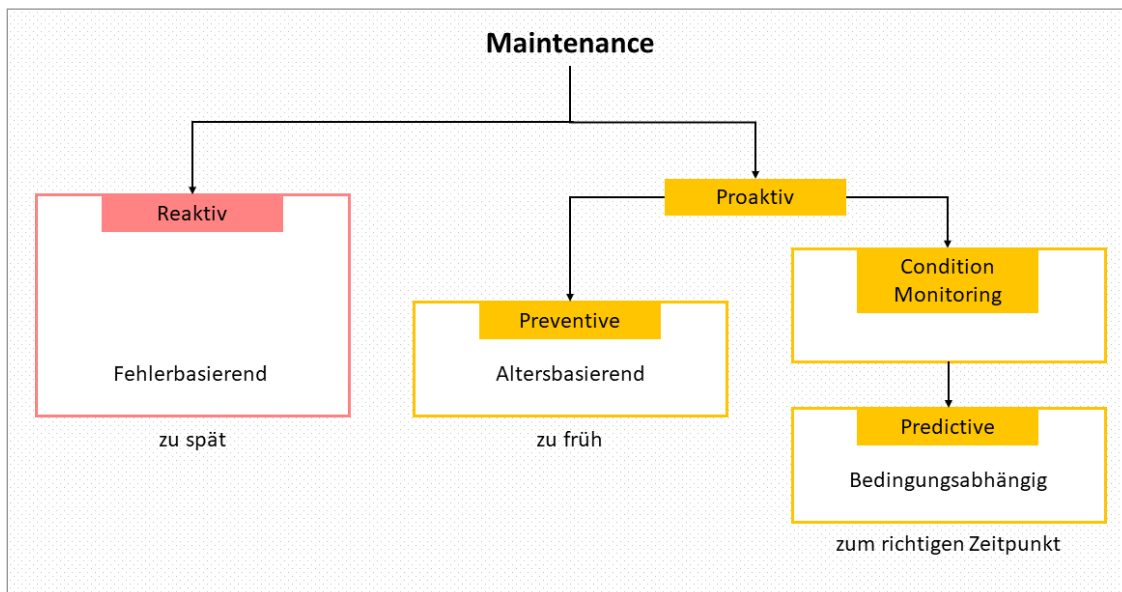 Maintenance
Reaktiv
Fehlerbasierend
zu spät
Proaktiv
Preventive
Altersbasierend
zu früh
Condition
Monitoring
Predictive
Bedingungsabhängig
zum richtigen Zeitpunkt